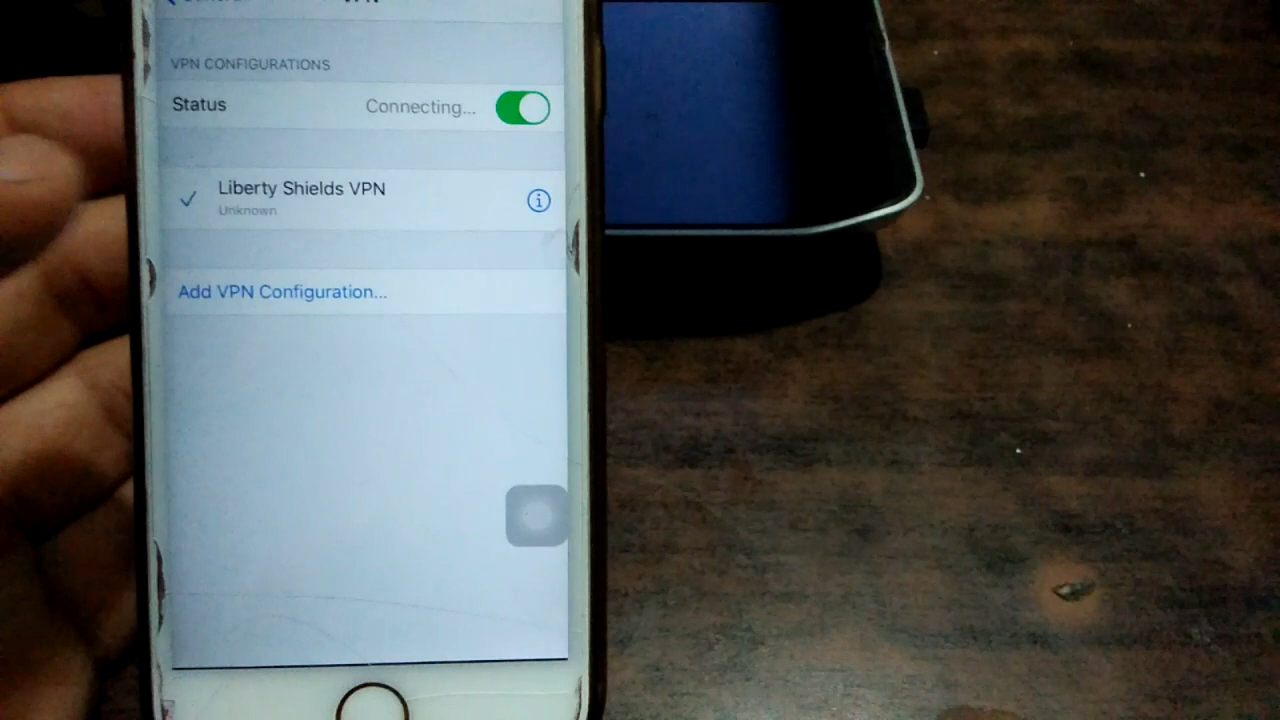 VPN CONFIGURATIONS
Status Connecting...
Liberty Shields VPN
Unknown
Add VPN Configuration...